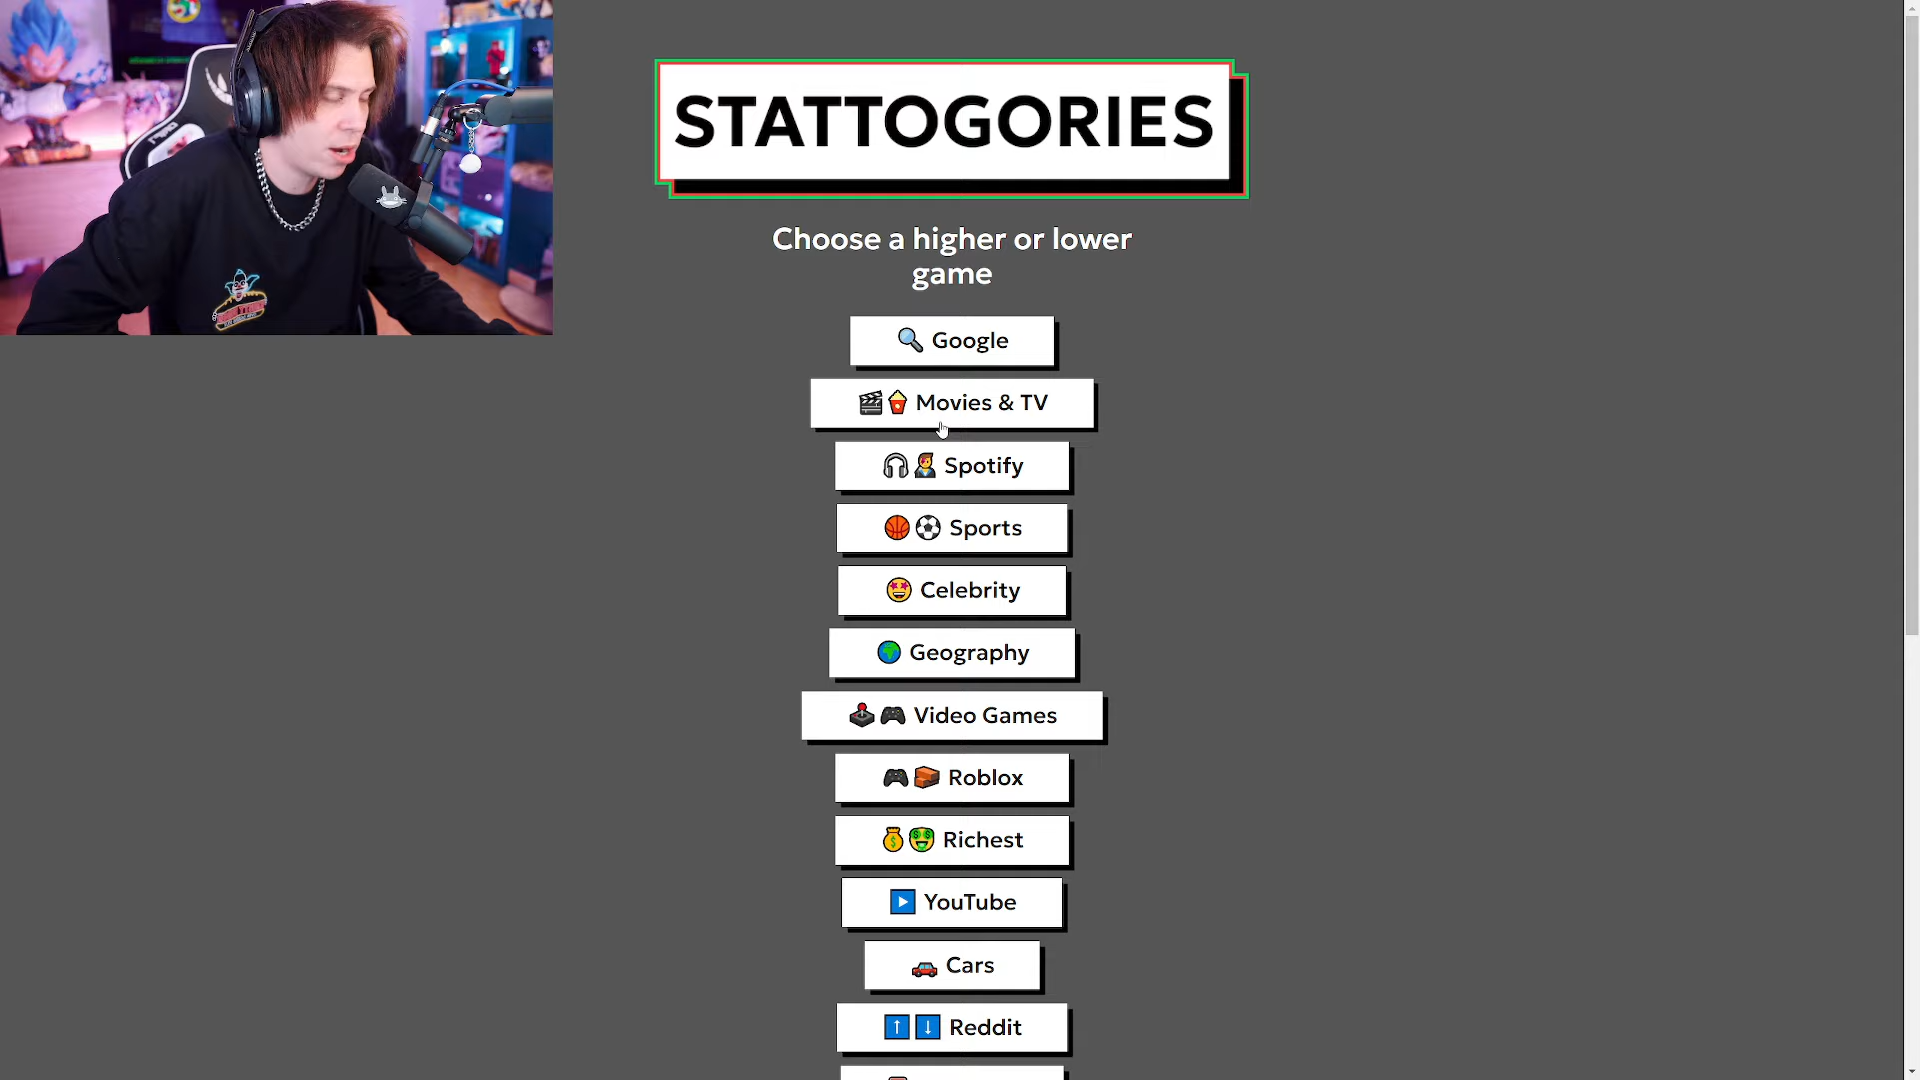 STATTOGORIES
Choose a higher or lower
game
Google
Movies & TV
Spotify
Sports
Celebrity
Geography
Video Games
Roblox
Richest
YouTube
Cars
Reddit